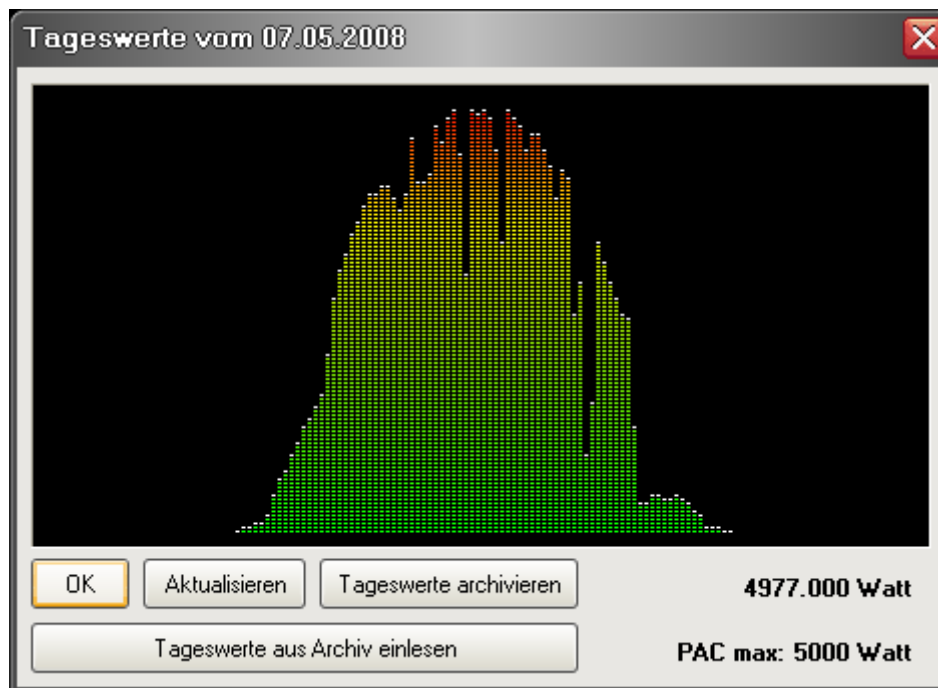 Tageswerte vom 07.05.2008
OK Aktualisieren Tageswerte archivieren 4977.000 Watt
Tageswerte aus Archiv einlesen PAC max: 5000 Watt